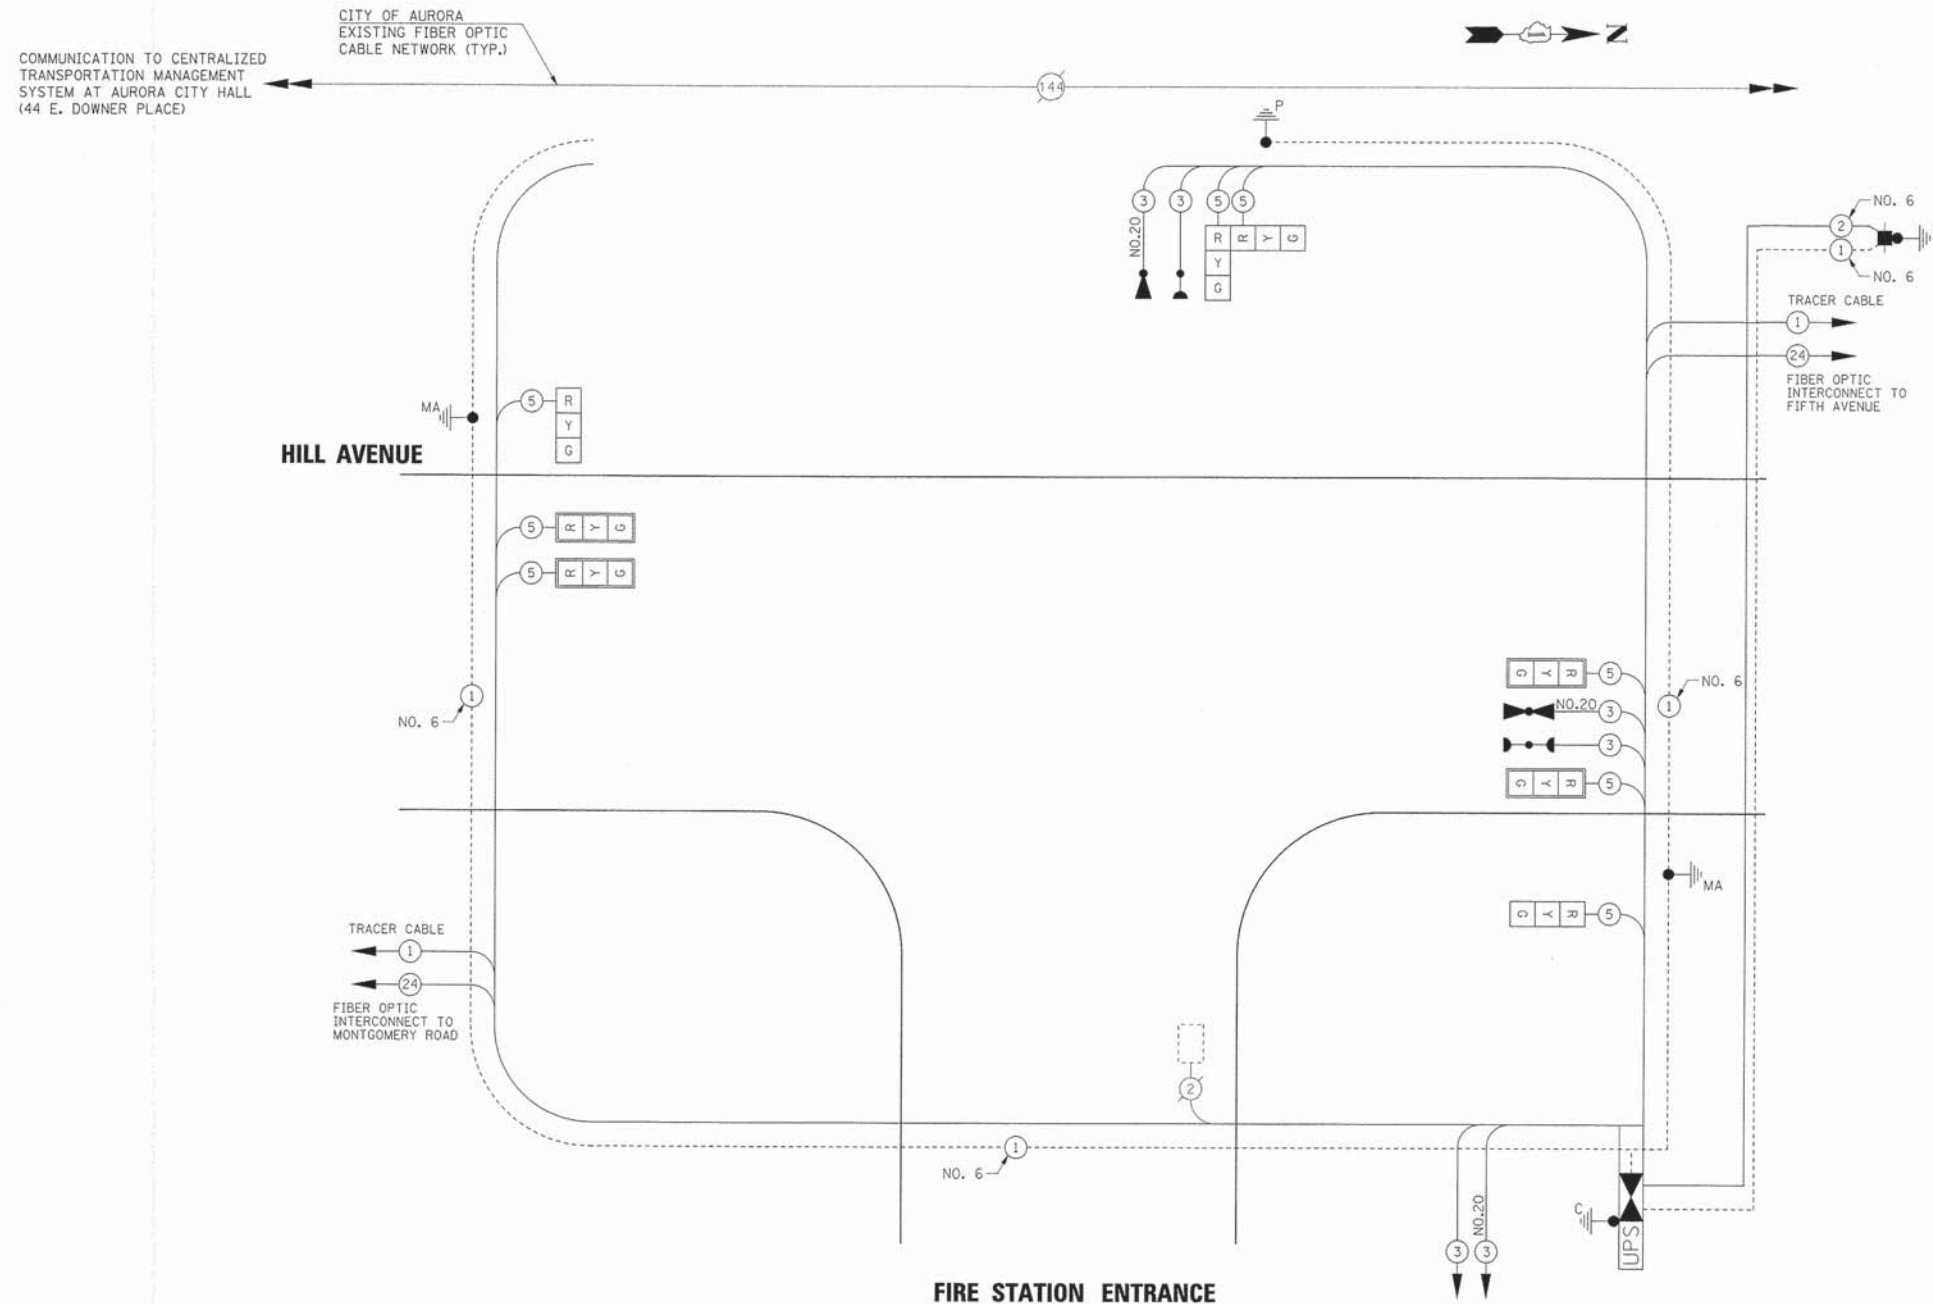 CITY OF AURORA
EXISTING FIBER OPTIC
CABLE NETWORK (TYP.)
COMMUNICATION TO CENTRALIZED
TRANSPORTATION MANAGEMENT
SYSTEM AT AURORA CITY HALL
(44 E. DOWNER PLACE)
N
144
P
3
3
5
5
NO.20
R
R
Y
G
Y
G
NO. 6
2
1
NO. 6
TRACER CABLE
1
24
FIBER OPTIC
INTERCONNECT TO
FIFTH AVENUE
MA
5
R
Y
G
HILL AVENUE
5
R
Y
G
5
R
Y
G
1
NO. 6
G
Y
R
5
NO.20
3
3
G
Y
R
5
1
NO. 6
MA
G
Y
R
5
TRACER CABLE
1
24
FIBER OPTIC
INTERCONNECT TO
MONTGOMERY ROAD
2
1
NO. 6
NO.20
3
3
C
UPS
FIRE STATION ENTRANCE